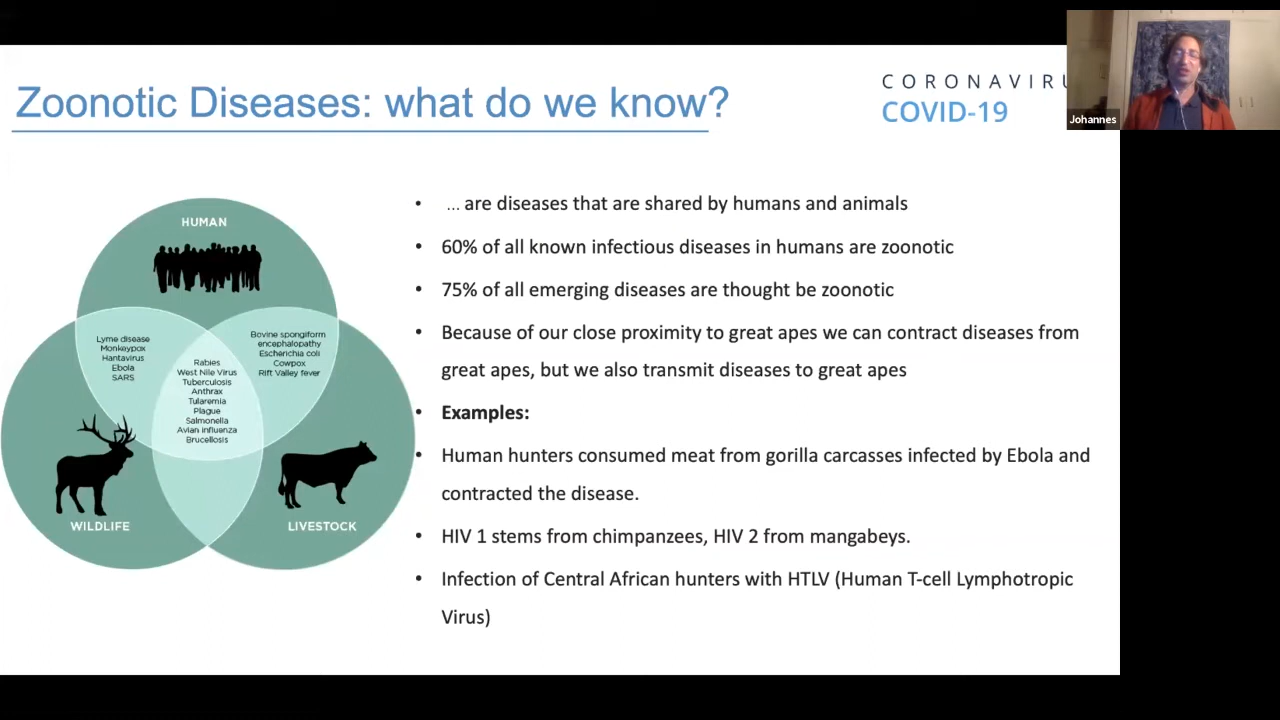 Zoonotic Diseases: what do we know?
CORONAVIRU
COVID-19
Johannes
HUMAN
Lyme disease
Monkeypox
Hantavirus
Ebola
SARS
Bovine spongiform
encephalopathy
Escherichia coli
Cowpox
Rift Valley fever
Rabies
West Nile Virus
Tuberculosis
Anthrax
Tularemia
Plague
Salmonella
Avian influenza
Brucellosis
WILDLIFE
LIVESTOCK
• ... are diseases that are shared by humans and animals
• 60% of all known infectious diseases in humans are zoonotic
• 75% of all emerging diseases are thought be zoonotic
• Because of our close proximity to great apes we can contract diseases from
great apes, but we also transmit diseases to great apes
• Examples:
• Human hunters consumed meat from gorilla carcasses infected by Ebola and
contracted the disease.
• HIV 1 stems from chimpanzees, HIV 2 from mangabeys.
• Infection of Central African hunters with HTLV (Human T-cell Lymphotropic
Virus)